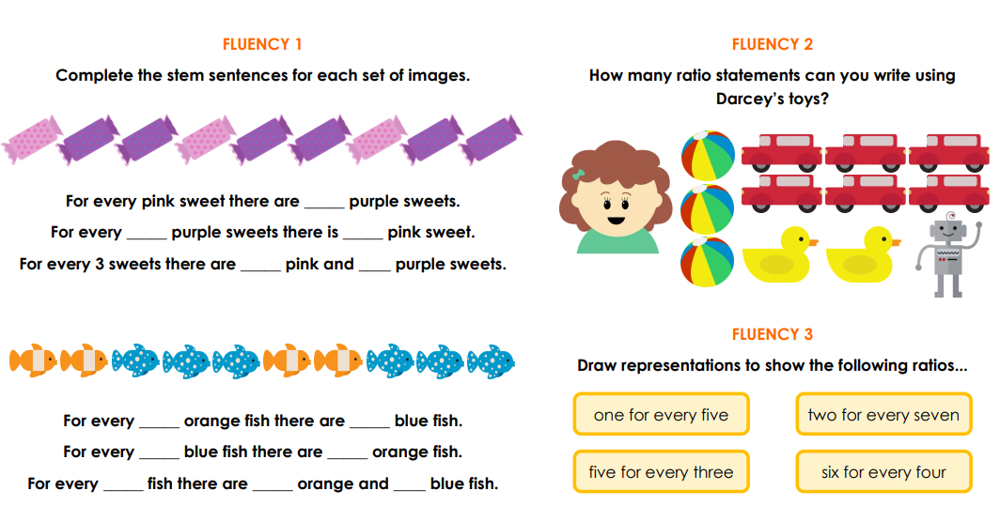 FLUENCY 1
Complete the stem sentences for each set of images.
For every pink sweet there are _____ purple sweets.
For every _____ purple sweets there is _____ pink sweet.
For every 3 sweets there are _____ pink and ____ purple sweets.
For every _____ orange fish there are _____ blue fish.
For every _____ blue fish there are _____ orange fish.
For every _____ fish there are _____ orange and ____ blue fish.
FLUENCY 2
How many ratio statements can you write using
Darcey’s toys?
FLUENCY 3
Draw representations to show the following ratios...
one for every five
two for every seven
five for every three
six for every four